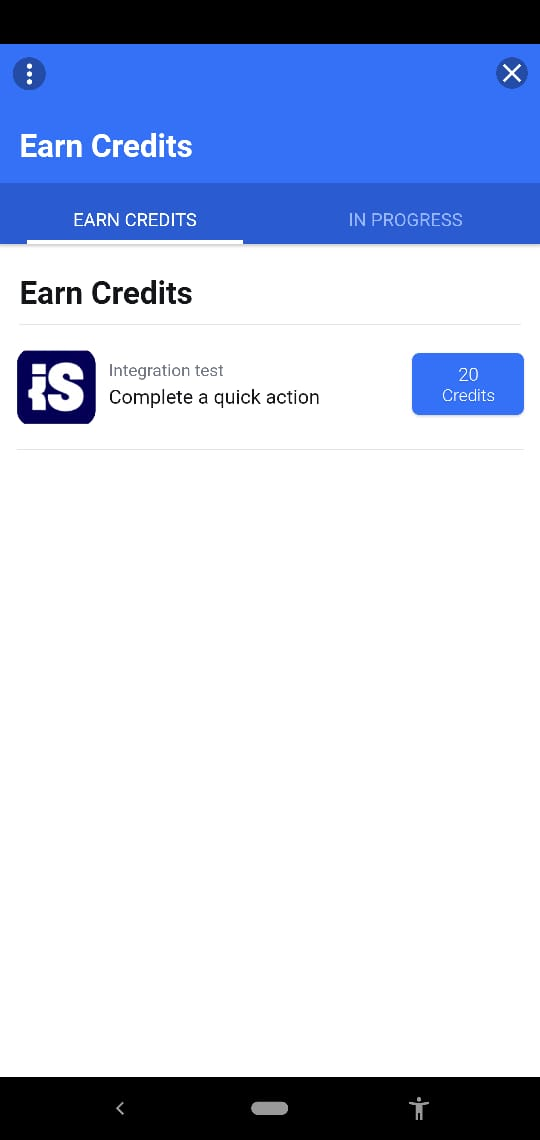 Earn Credits
EARN CREDITS
IN PROGRESS
Earn Credits
iS
Integration test
Complete a quick action
20
Credits